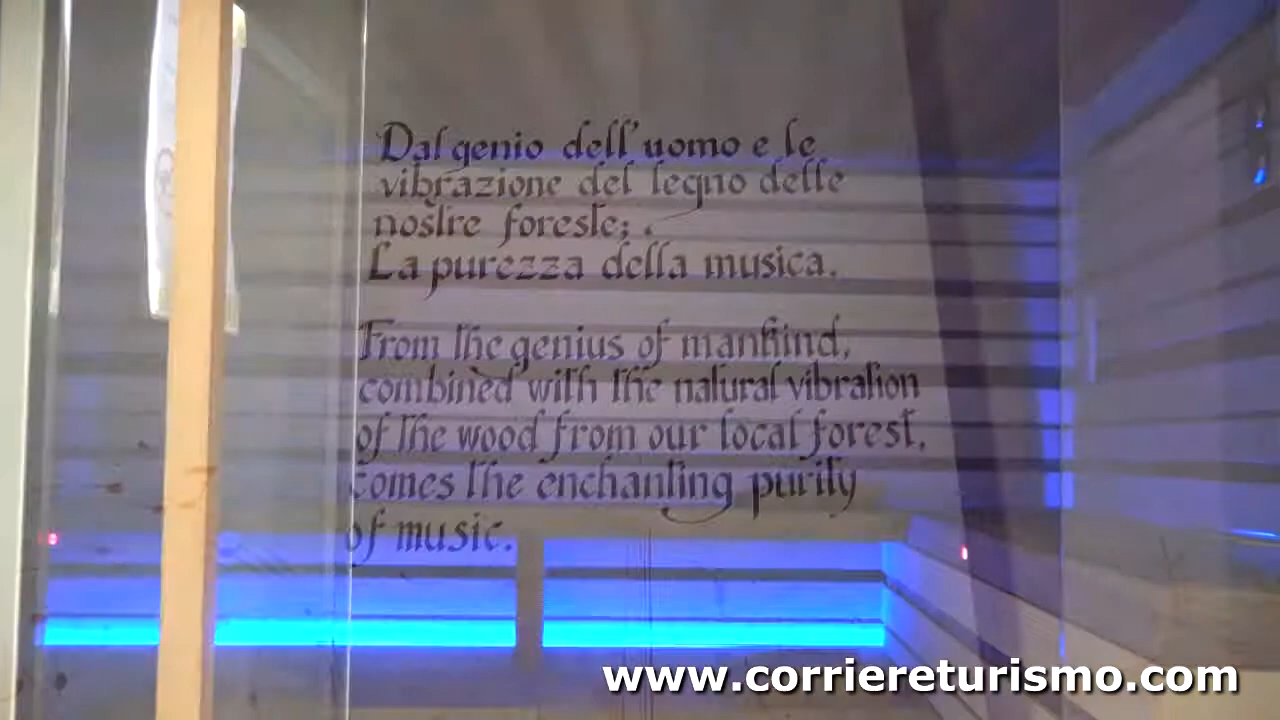 Dal genio dell'uomo e le
vibrazione del legno delle
nostre foreste; .
La purezza della musica.
From the genius of mankind,
combined with the natural vibration
of the wood from our local forest,
comes the enchanting purity
of music.
www.corriereturismo.com